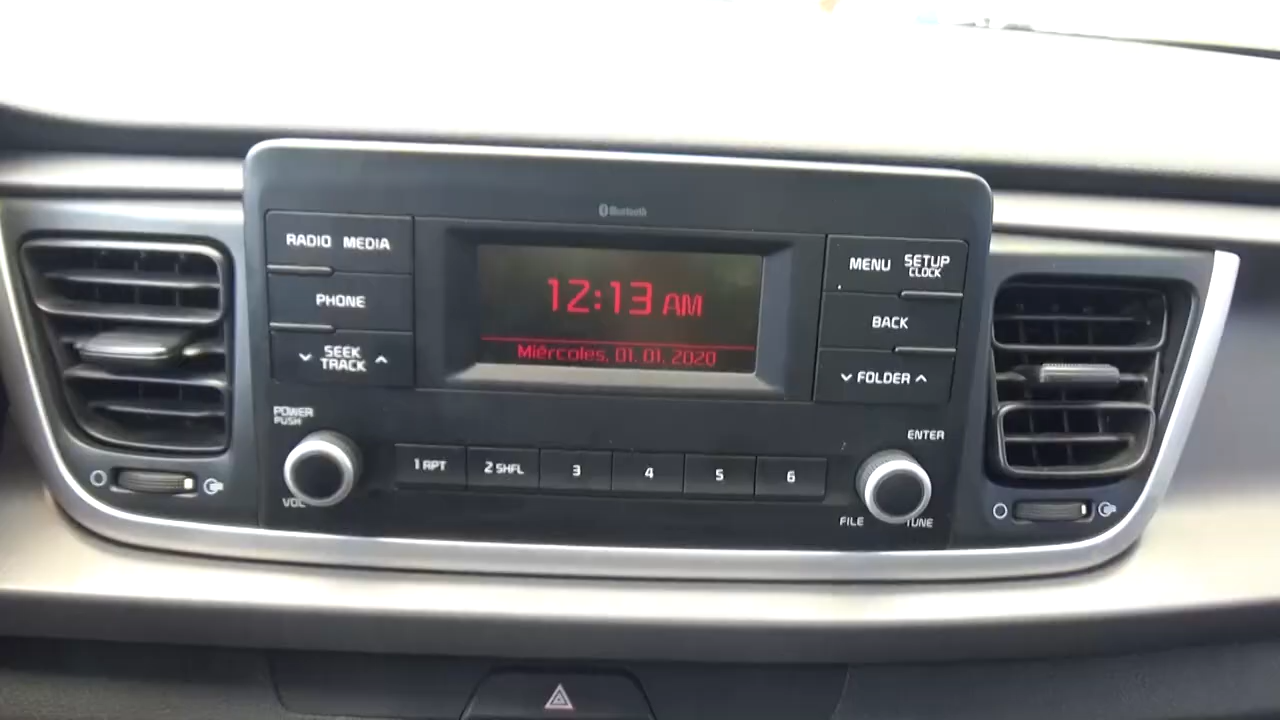 Bluetooth
RADIO MEDIA
PHONE
SEEK
TRACK
12:13 AM
Miércoles, 01. 01. 2020
MENU SETUP
CLOCK
BACK
FOLDER
POWER
PUSH
VOL
1 RPT
2 SHFL
3
4
5
6
ENTER
FILE
TUNE